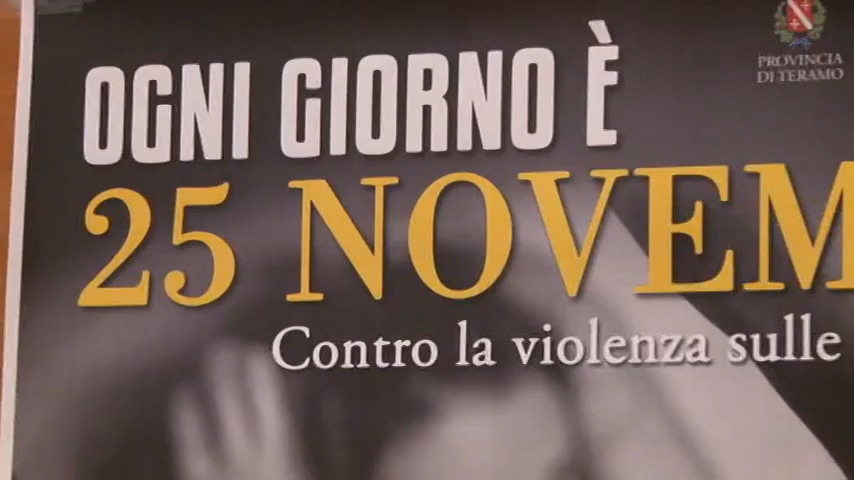 OGNI GIORNO È
25 NOVEM
Contro la violenza sulle
PROVINCIA
DI TERAMO